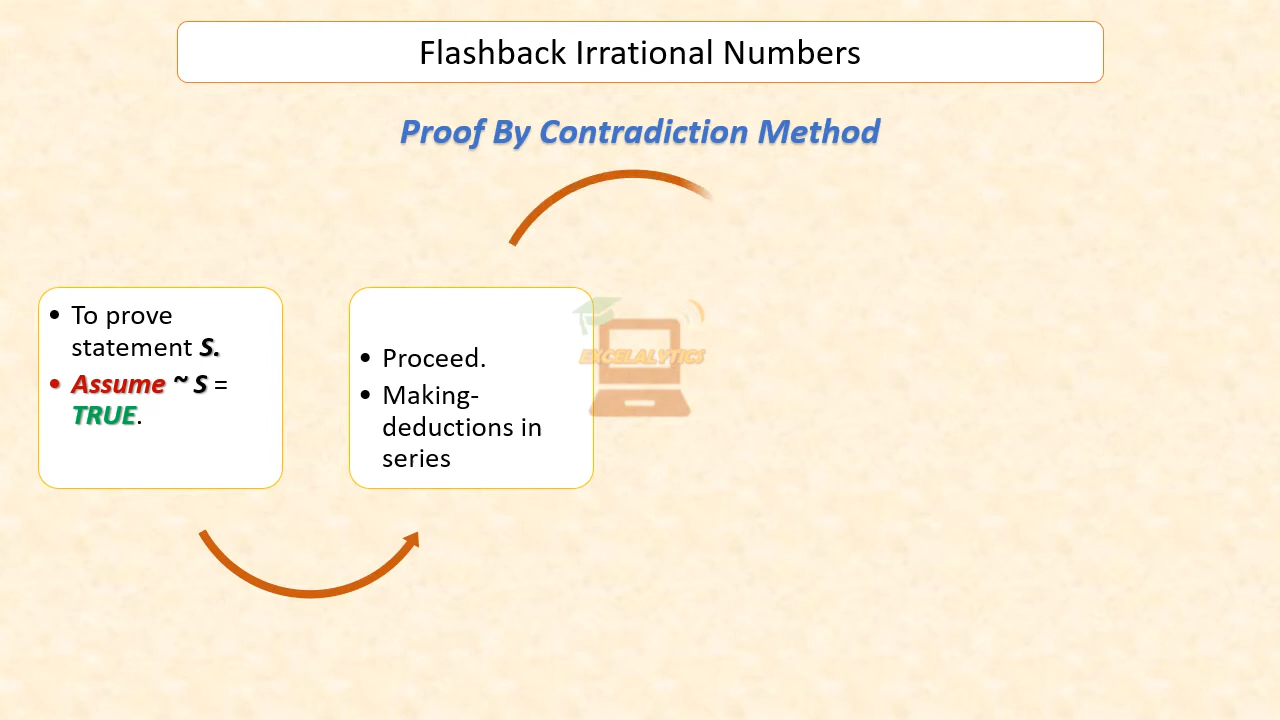 Flashback Irrational Numbers
Proof By Contradiction Method
• To prove
statement S.
• Assume ~ S =
TRUE.
• Proceed.
• Making-
deductions in
series
EXCELALYTICS